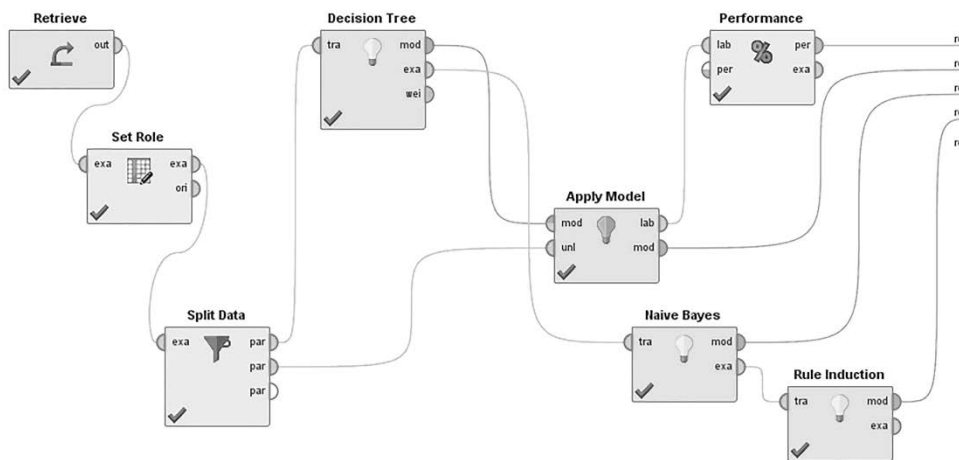 Retrieve
out
Set Role
exa exa
ori
Split Data
exa par
par
par
Decision Tree
tra mod
exa
wei
Apply Model
mod lab
unl mod
Performance
lab per
per exa
%
Naive Bayes
tra mod
exa
Rule Induction
tra mod
exa